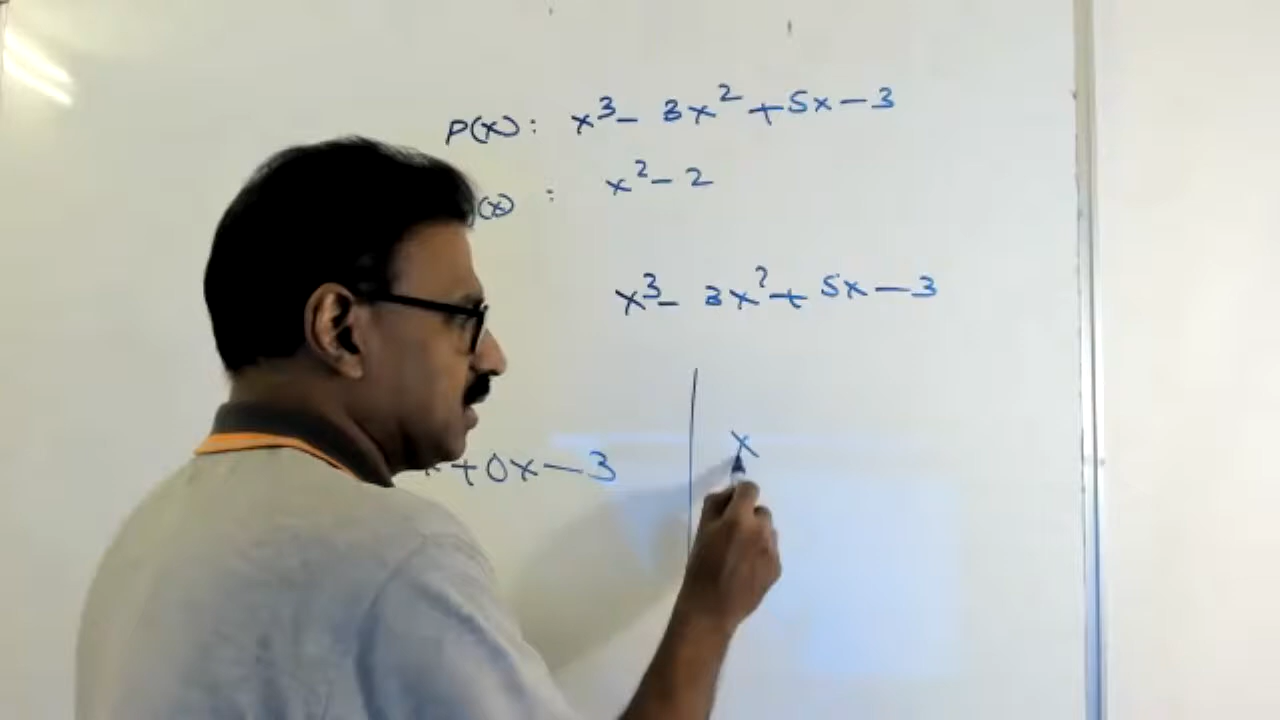 P(x) : x³ - 3x² + 5x - 3
(x) : x² - 2
x³ - 3x² + 5x - 3
+ 0x - 3
x